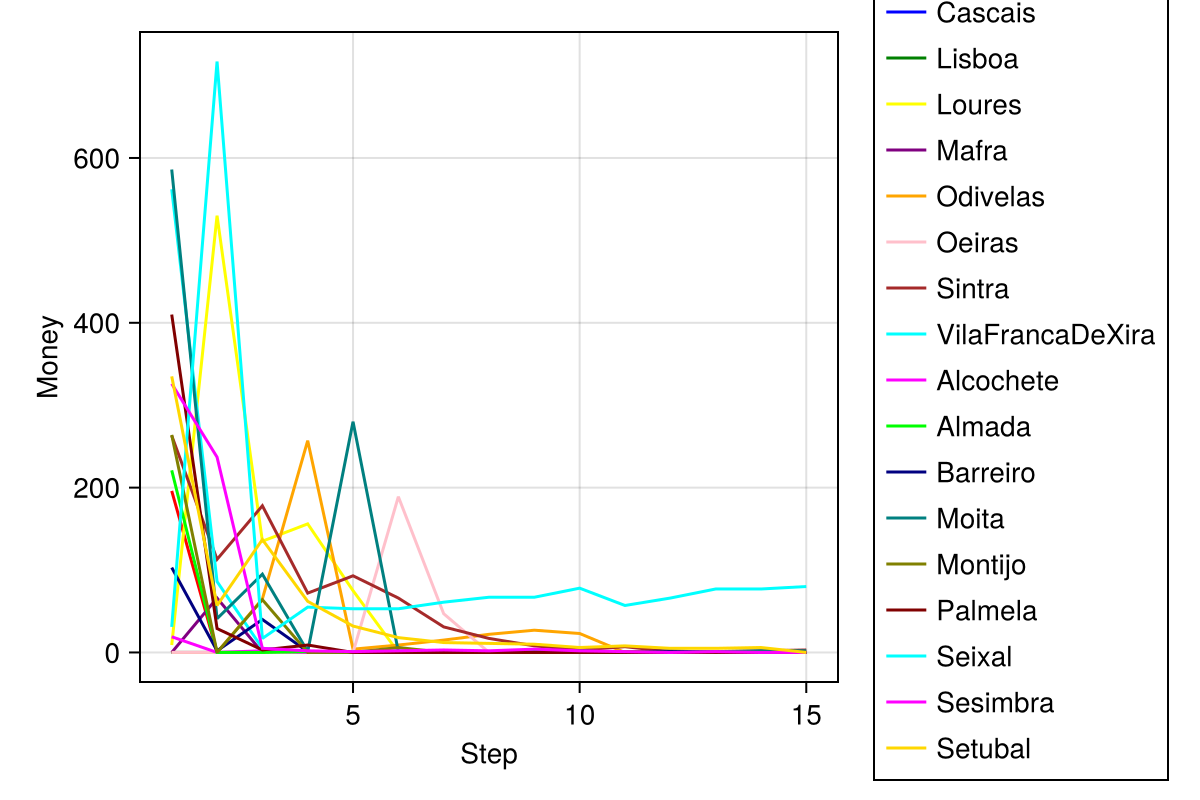 600
400
200
0
5
10
15
Money
Step
Cascais
Lisboa
Loures
Mafra
Odivelas
Oeiras
Sintra
VilaFrancaDeXira
Alcochete
Almada
Barreiro
Moita
Montijo
Palmela
Seixal
Sesimbra
Setubal